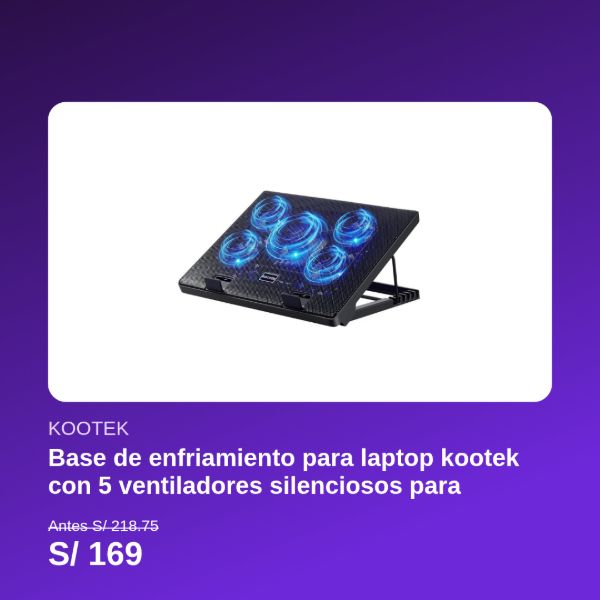 KOOTEK
Base de enfriamiento para laptop kootek
con 5 ventiladores silenciosos para
Antes S/ 218.75
S/ 169